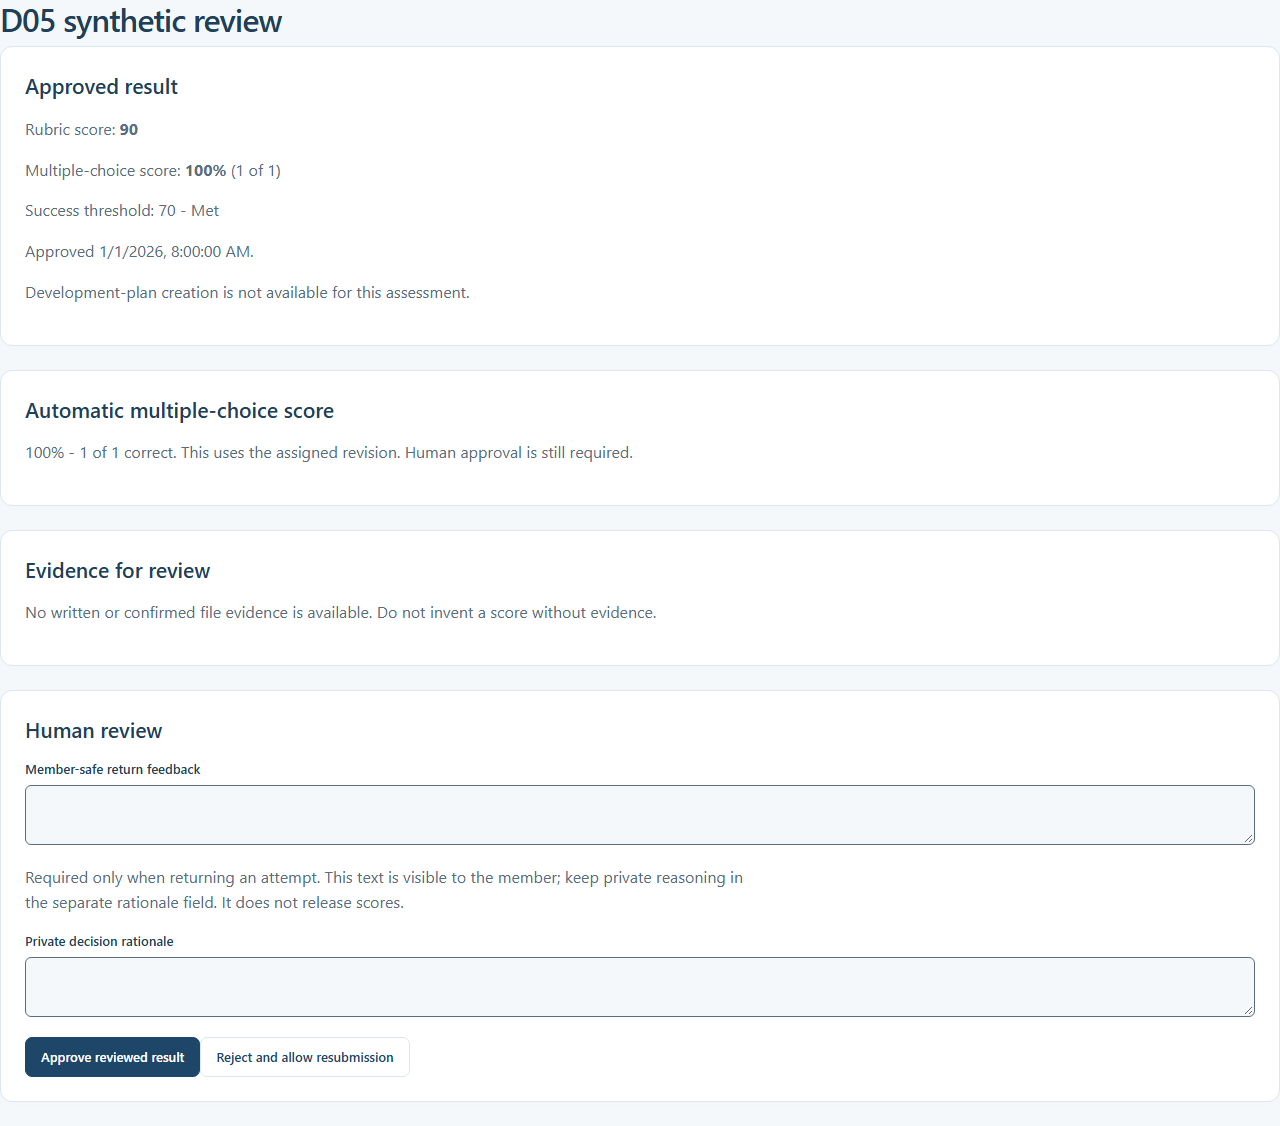 D05 synthetic review
Approved result
Rubric score: 90
Multiple-choice score: 100% (1 of 1)
Success threshold: 70 - Met
Approved 1/1/2026, 8:00:00 AM.
Development-plan creation is not available for this assessment.
Automatic multiple-choice score
100% - 1 of 1 correct. This uses the assigned revision. Human approval is still required.
Evidence for review
No written or confirmed file evidence is available. Do not invent a score without evidence.
Human review
Member-safe return feedback
Required only when returning an attempt. This text is visible to the member; keep private reasoning in
the separate rationale field. It does not release scores.
Private decision rationale
Approve reviewed result
Reject and allow resubmission